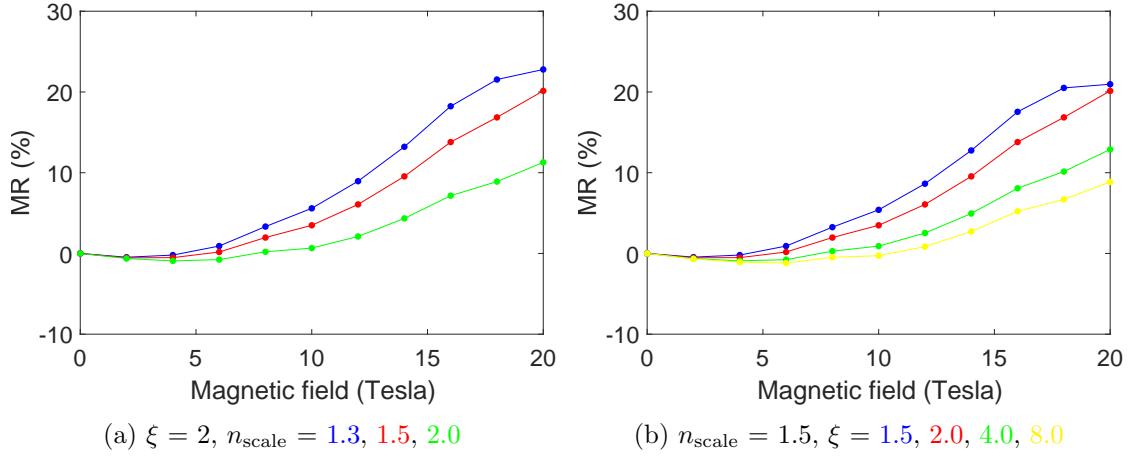 30
20
10
0
-10
MR (%)
0 5 10 15 20
Magnetic field (Tesla)
(a) ξ = 2, n_scale = 1.3, 1.5, 2.0
30
20
10
0
-10
MR (%)
0 5 10 15 20
Magnetic field (Tesla)
(b) n_scale = 1.5, ξ = 1.5, 2.0, 4.0, 8.0